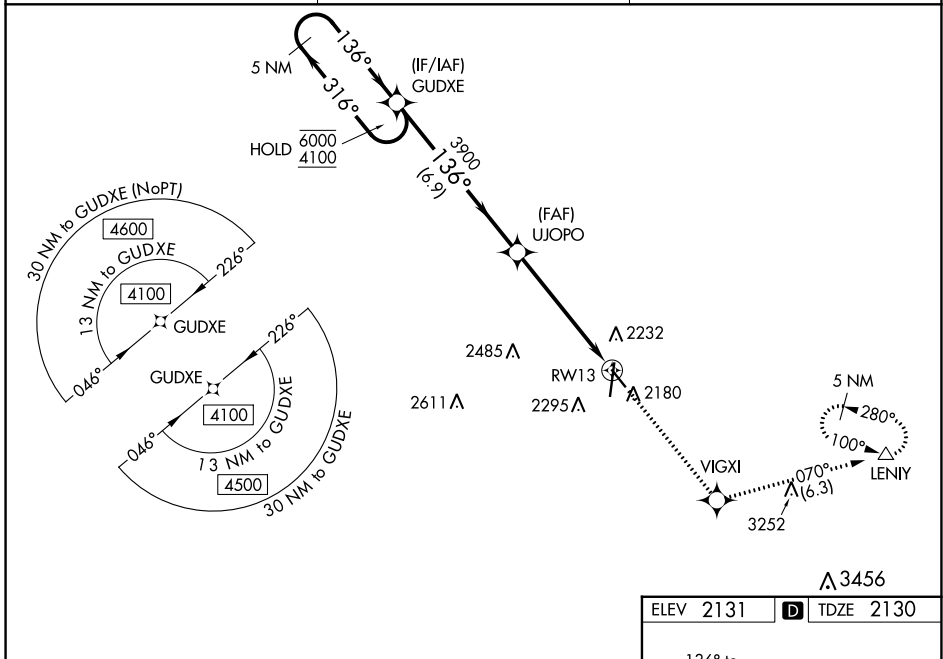 136°
5 NM
316°
(IF/IAF)
GUDXE
HOLD 6000
4100
3900
136°
(6.9)
(FAF)
UJOPO
30 NM to GUDXE (NoPT)
4600
13 NM to GUDXE
4100
226°
046°
GUDXE
GUDXE
226°
046°
4100
13 NM to GUDXE
4500
30 NM to GUDXE
2232
2485
RW13
2611
2295
2180
5 NM
280°
100°
LENIY
VIGXI
070°
(6.3)
3252
3456
ELEV 2131 D TDZE 2130